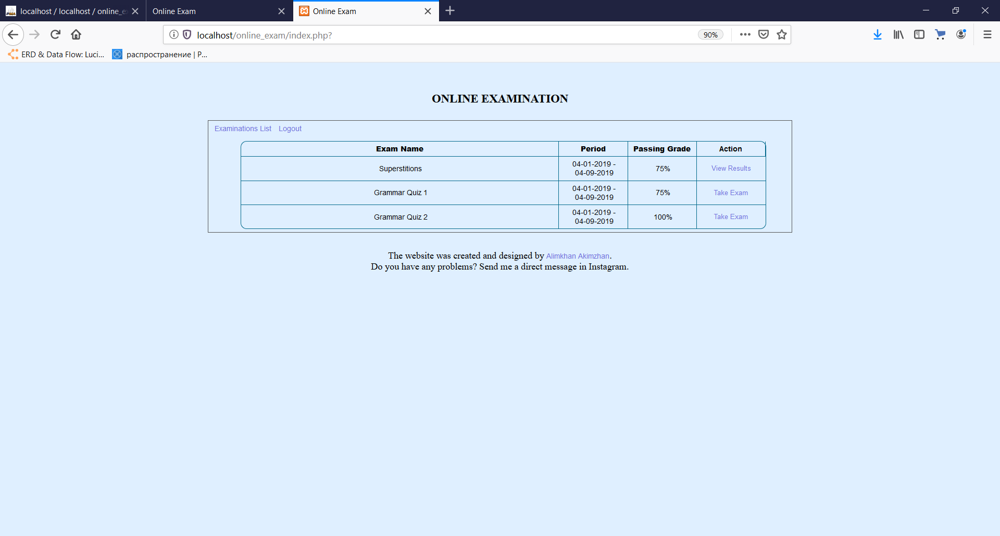 localhost / localhost / online_e
Online Exam
Online Exam
localhost/online_exam/index.php?
90%
ERD & Data Flow: Luci...
распространение | Р...
ONLINE EXAMINATION
Examinations List Logout
Exam Name Period Passing Grade Action
Superstitions 04-01-2019 - 04-09-2019 75% View Results
Grammar Quiz 1 04-01-2019 - 04-09-2019 75% Take Exam
Grammar Quiz 2 04-01-2019 - 04-09-2019 100% Take Exam
The website was created and designed by Alimkhan Akimzhan.
Do you have any problems? Send me a direct message in Instagram.